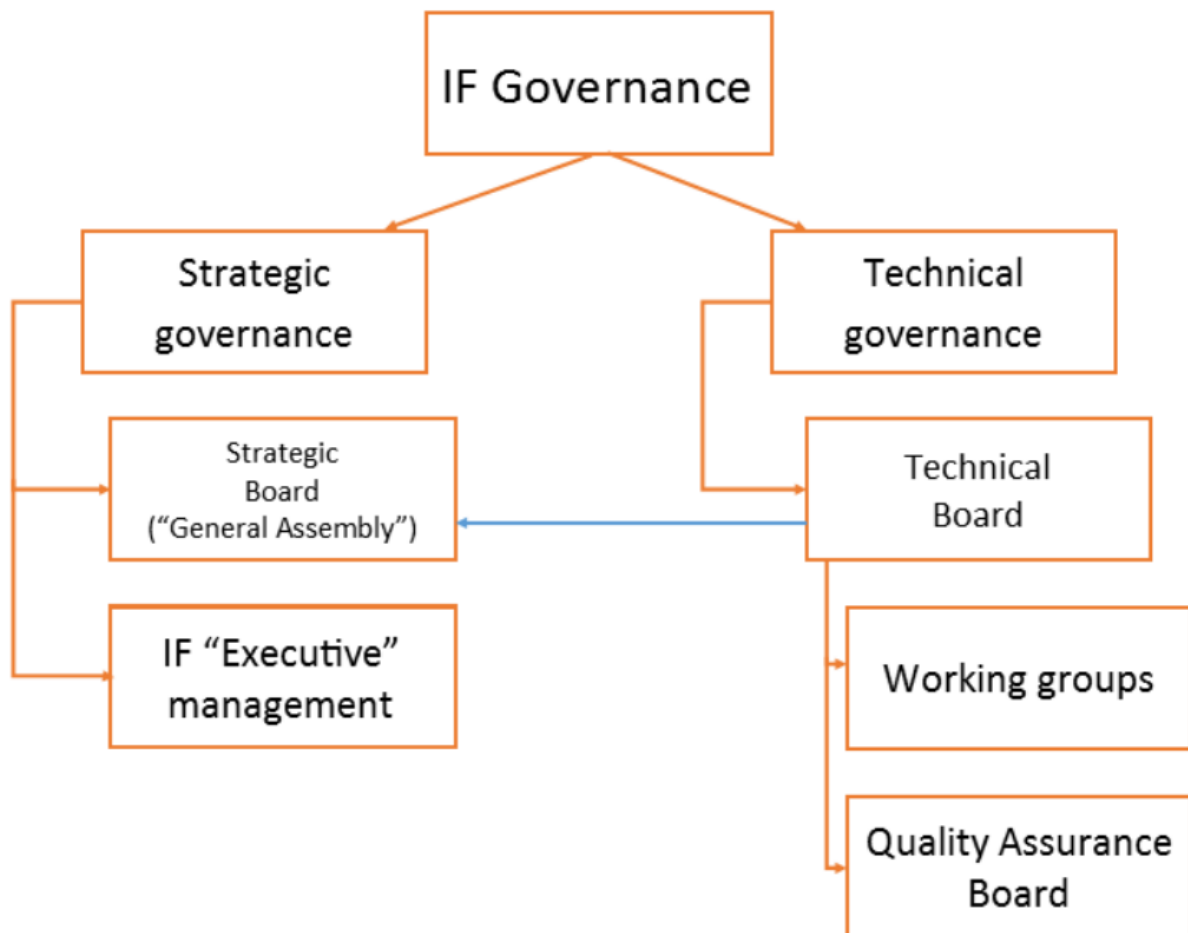 IF Governance
Strategic
governance
Technical
governance
Strategic
Board
(“General Assembly”)
Technical
Board
IF “Executive”
management
Working groups
Quality Assurance
Board